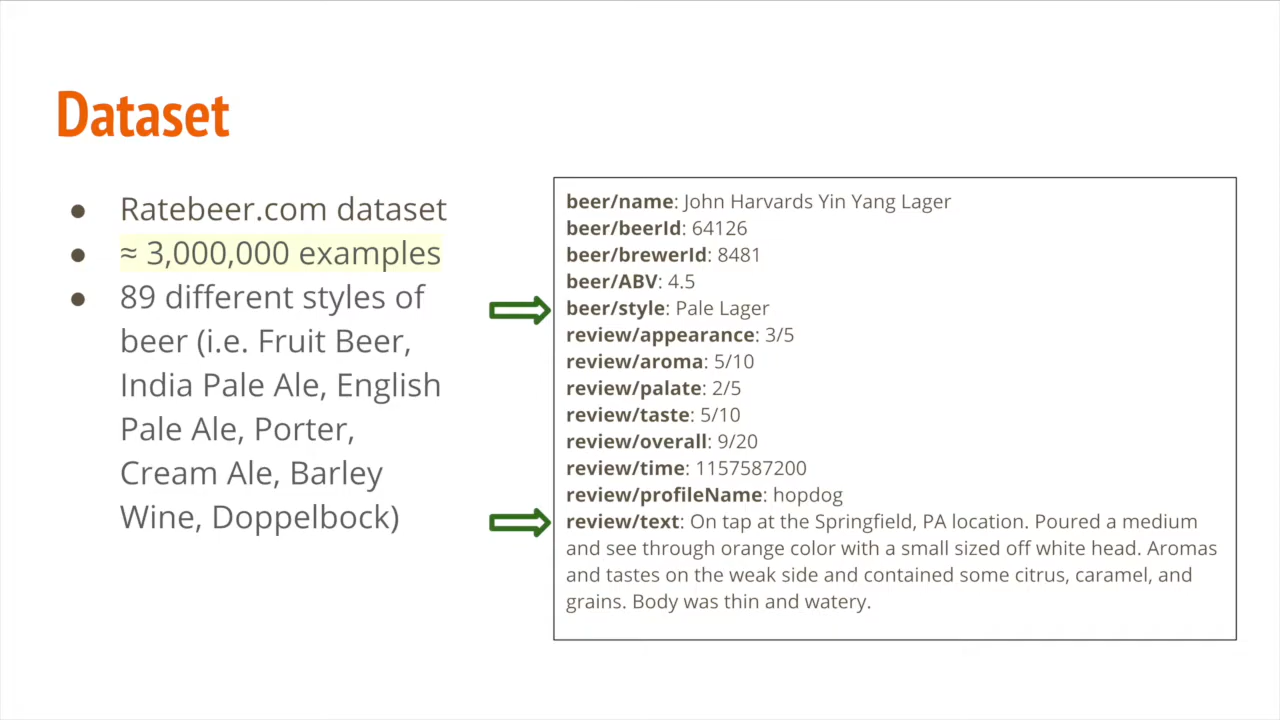 Dataset
● Ratebeer.com dataset
● ≈ 3,000,000 examples
● 89 different styles of
beer (i.e. Fruit Beer,
India Pale Ale, English
Pale Ale, Porter,
Cream Ale, Barley
Wine, Doppelbock)
beer/name: John Harvards Yin Yang Lager
beer/beerId: 64126
beer/brewerId: 8481
beer/ABV: 4.5
beer/style: Pale Lager
review/appearance: 3/5
review/aroma: 5/10
review/palate: 2/5
review/taste: 5/10
review/overall: 9/20
review/time: 1157587200
review/profileName: hopdog
review/text: On tap at the Springfield, PA location. Poured a medium
and see through orange color with a small sized off white head. Aromas
and tastes on the weak side and contained some citrus, caramel, and
grains. Body was thin and watery.